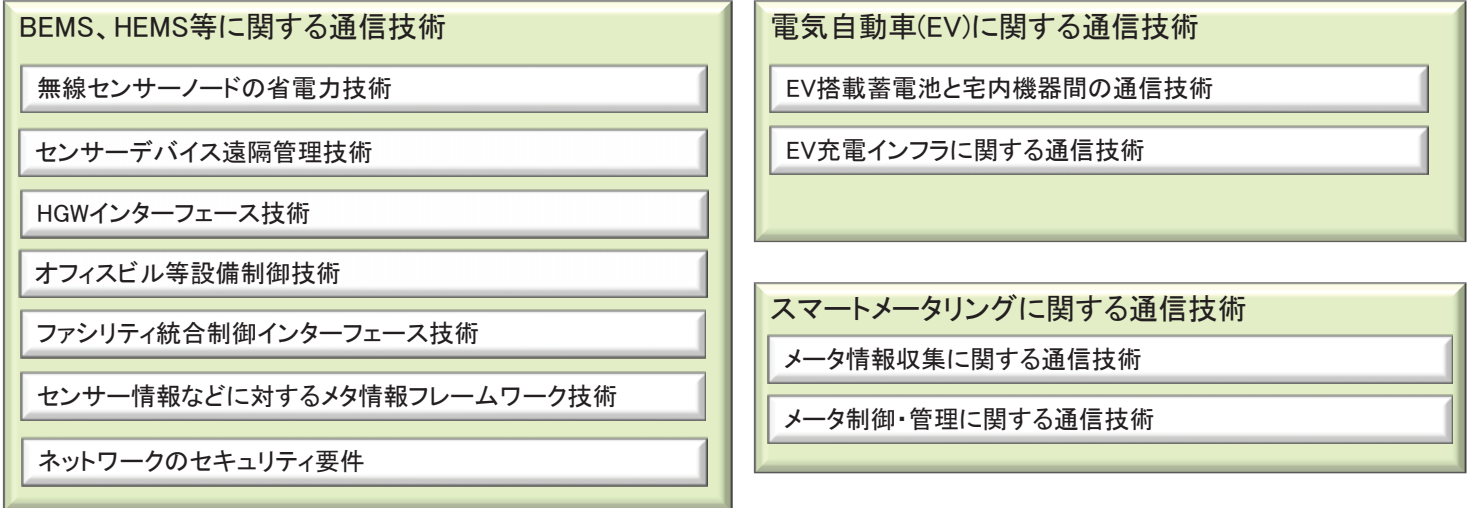 BEMS、HEMS等に関する通信技術
無線センサーノードの省電力技術
センサーデバイス遠隔管理技術
HGWインターフェース技術
オフィスビル等設備制御技術
ファシリティ統合制御インターフェース技術
センサー情報などに対するメタ情報フレームワーク技術
ネットワークのセキュリティ要件
電気自動車(EV)に関する通信技術
EV搭載蓄電池と宅内機器間の通信技術
EV充電インフラに関する通信技術
スマートメータリングに関する通信技術
メータ情報収集に関する通信技術
メータ制御・管理に関する通信技術